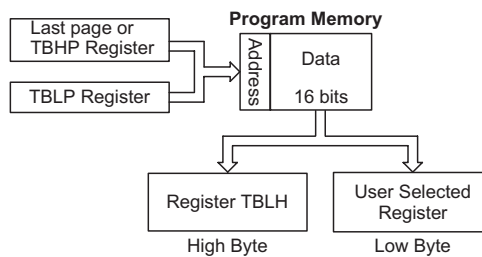 Program Memory
Last page or
TBHP Register
TBLP Register
Address
Data
16 bits
Register TBLH
High Byte
User Selected
Register
Low Byte